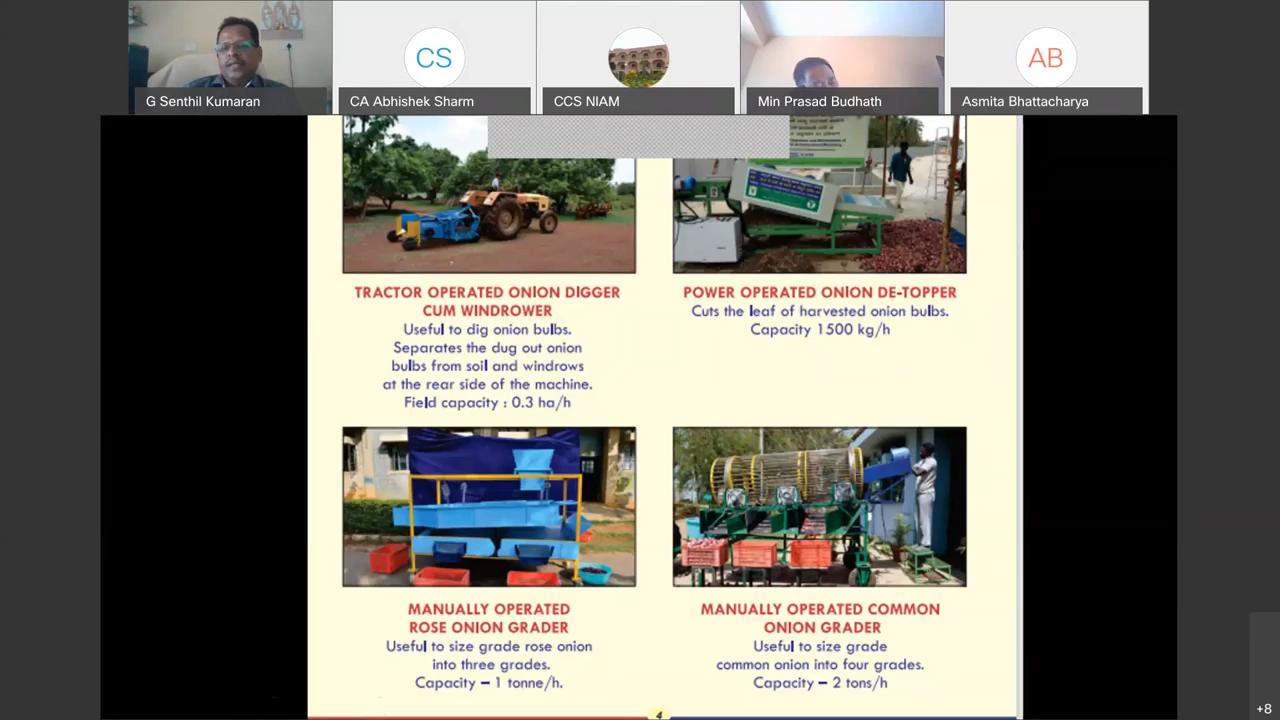 G Senthil Kumaran
CS
CA Abhishek Sharm
CCS NIAM
Min Prasad Budhath
AB
Asmita Bhattacharya
TRACTOR OPERATED ONION DIGGER
CUM WINDROWER
Useful to dig onion bulbs.
Separates the dug out onion
bulbs from soil and windrows
at the rear side of the machine.
Field capacity : 0.3 ha/h
POWER OPERATED ONION DE-TOPPER
Cuts the leaf of harvested onion bulbs.
Capacity 1500 kg/h
MANUALLY OPERATED
ROSE ONION GRADER
Useful to size grade rose onion
into three grades.
Capacity – 1 tonne/h.
MANUALLY OPERATED COMMON
ONION GRADER
Useful to size grade
common onion into four grades.
Capacity – 2 tons/h
4
+8